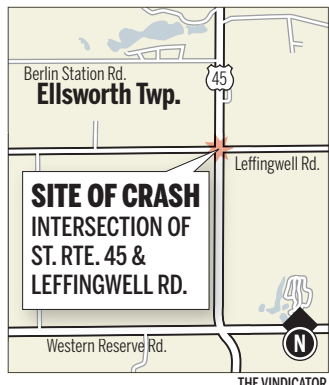 Berlin Station Rd.
Ellsworth Twp.
45
Leffingwell Rd.
SITE OF CRASH
INTERSECTION OF
ST. RTE. 45 &
LEFFINGWELL RD.
Western Reserve Rd.
N
THE VINDICATOR